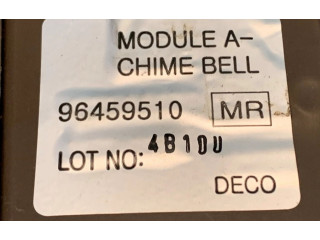 MODULE A-
CHIME BELL
96459510 MR
LOT NO: 4B10U
DECO